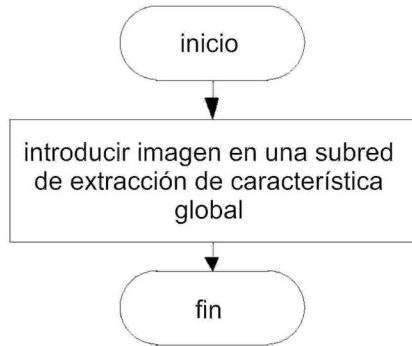 inicio
introducir imagen en una subred
de extracción de característica
global
fin